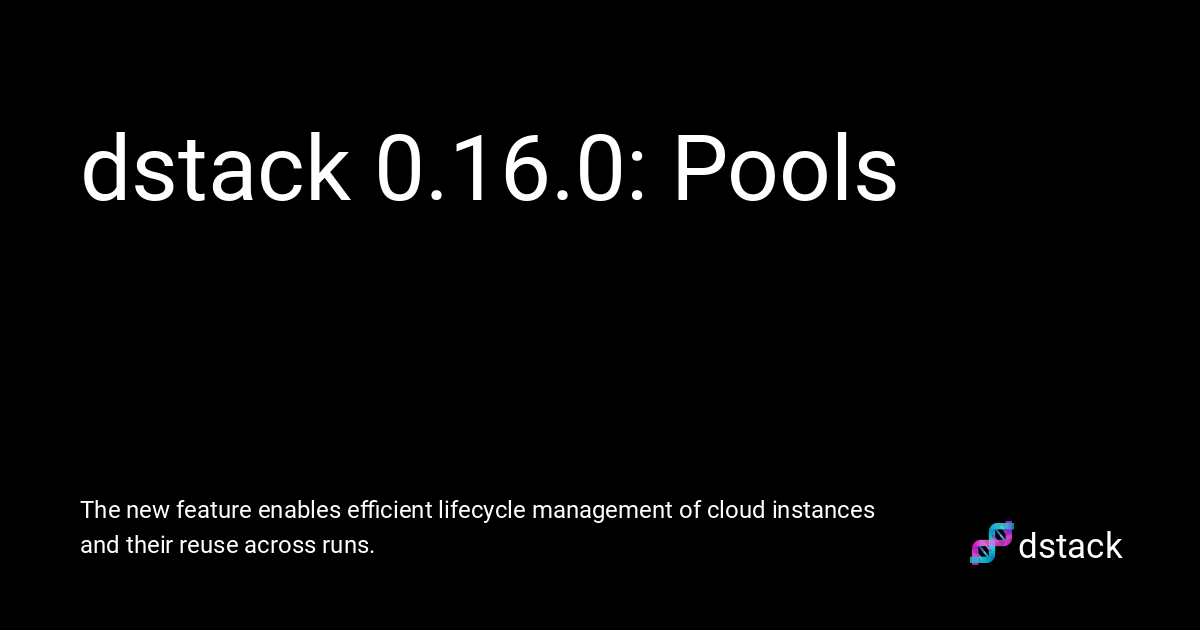 dstack 0.16.0: Pools
The new feature enables efficient lifecycle management of cloud instances
and their reuse across runs.
dstack